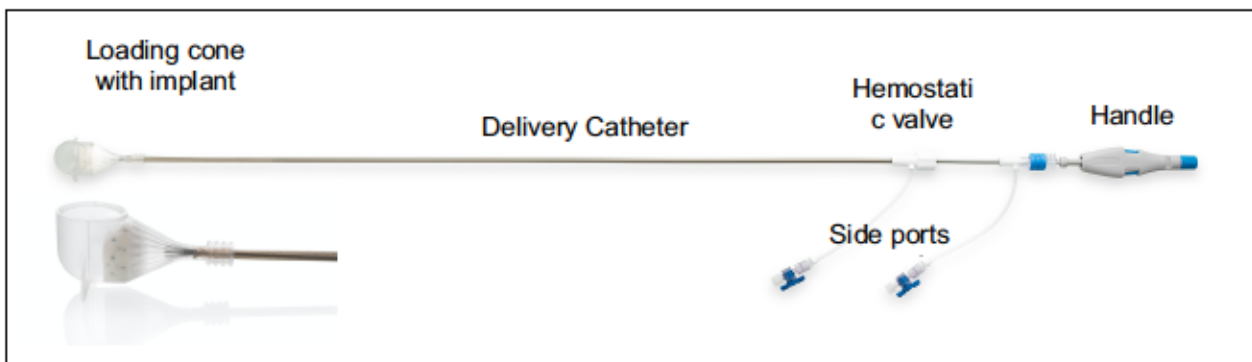 Loading cone
with implant
Delivery Catheter
Hemostati
c valve
Handle
Side ports